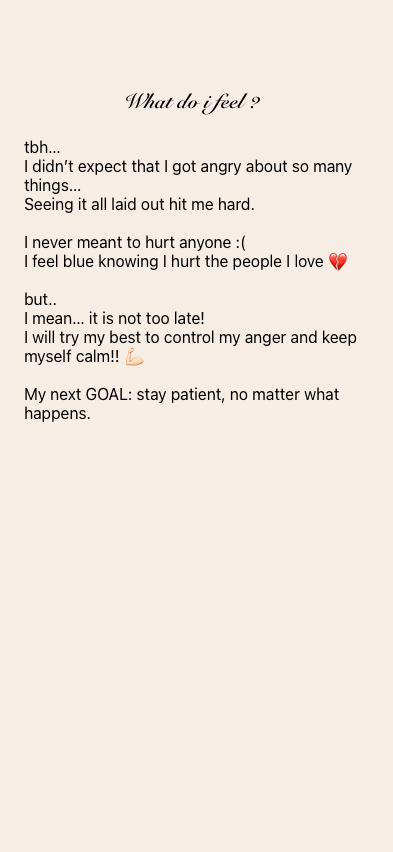 What do i feel ?
tbh...
I didn’t expect that I got angry about so many
things...
Seeing it all laid out hit me hard.
I never meant to hurt anyone :(
I feel blue knowing I hurt the people I love 💔
but..
I mean... it is not too late!
I will try my best to control my anger and keep
myself calm!! 💪🏻
My next GOAL: stay patient, no matter what
happens.